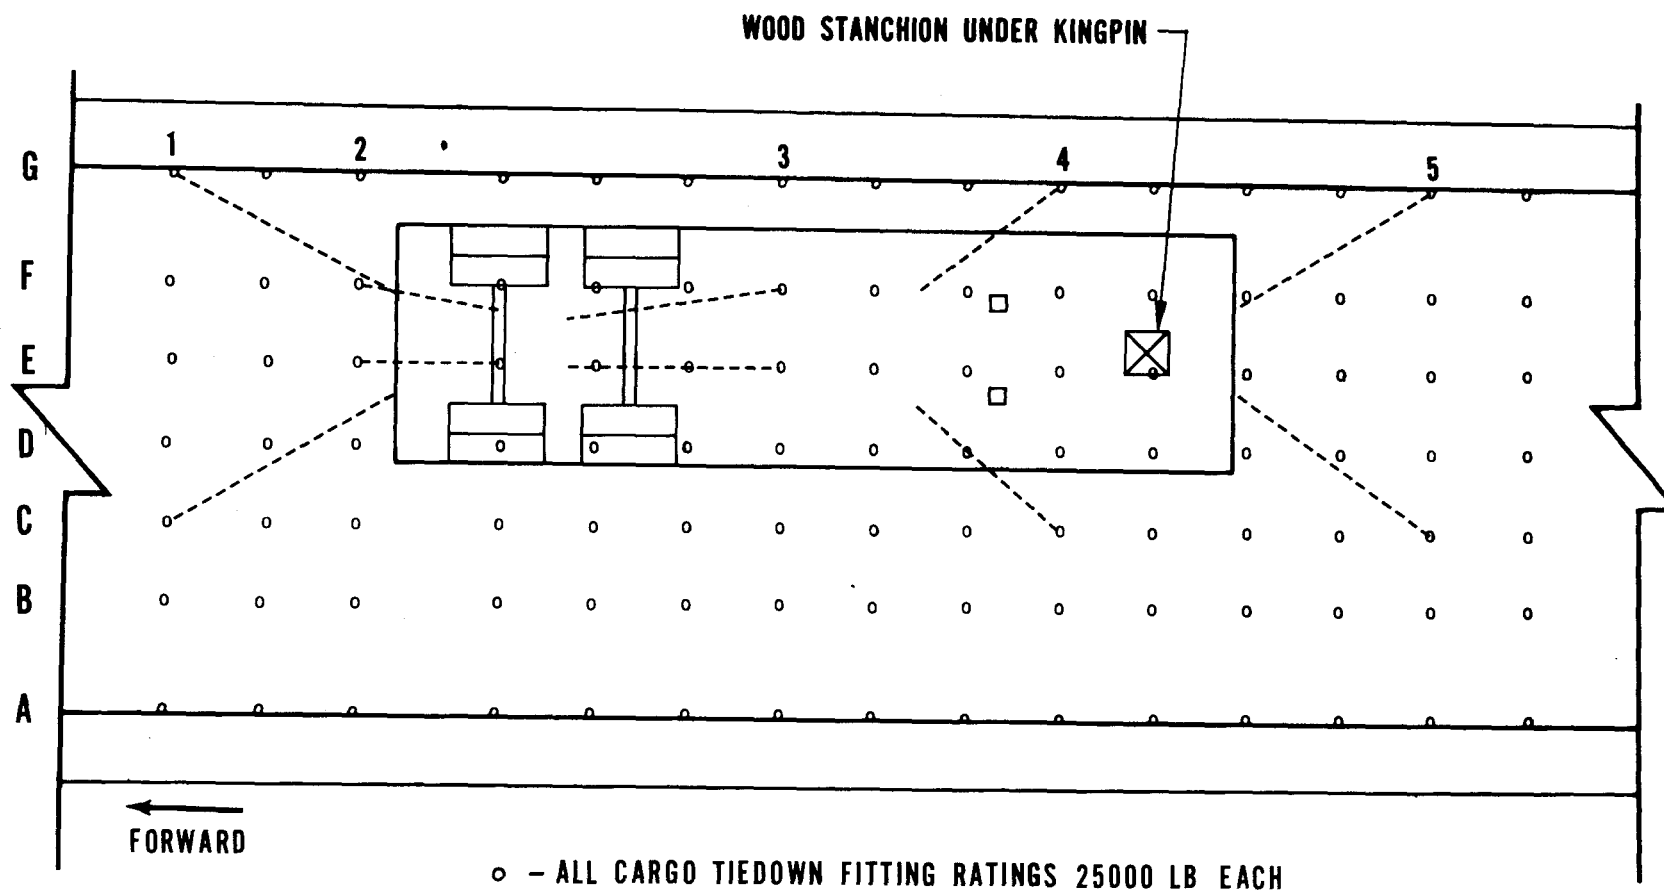 WOOD STANCHION UNDER KINGPIN
1 2 3 4 5
G
F
E
D
C
B
A
FORWARD
o - ALL CARGO TIEDOWN FITTING RATINGS 25000 LB EACH